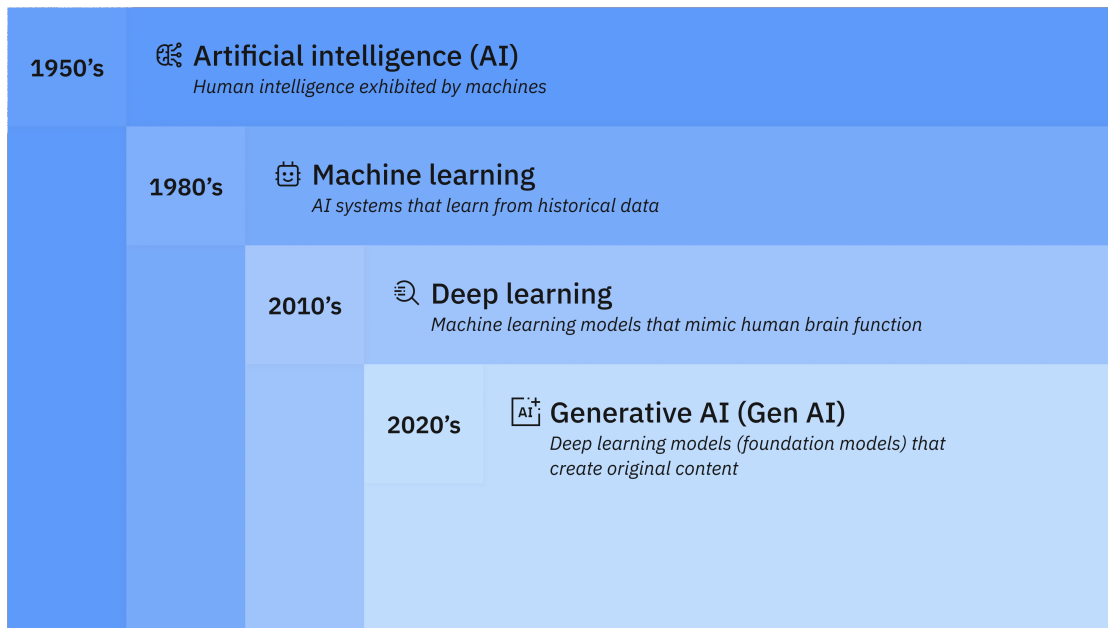 1950’s
Artificial intelligence (AI)
Human intelligence exhibited by machines
1980’s
Machine learning
AI systems that learn from historical data
2010’s
Deep learning
Machine learning models that mimic human brain function
2020’s
AI
Generative AI (Gen AI)
Deep learning models (foundation models) that
create original content